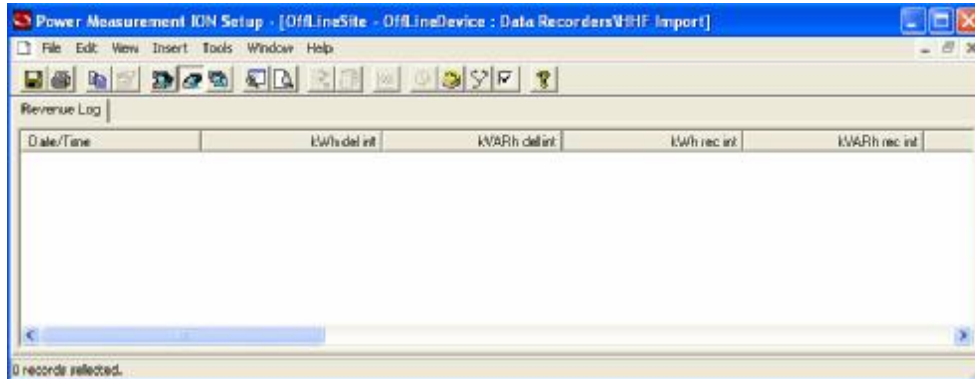 Power Measurement ION Setup - [OffLineSite - OffLineDevice : Data Recorders\HHF Import]
File Edit View Insert Tools Window Help
Revenue Log
Date/Time kWh del int kVARh del int kWh rec int kVARh rec int
0 records selected.